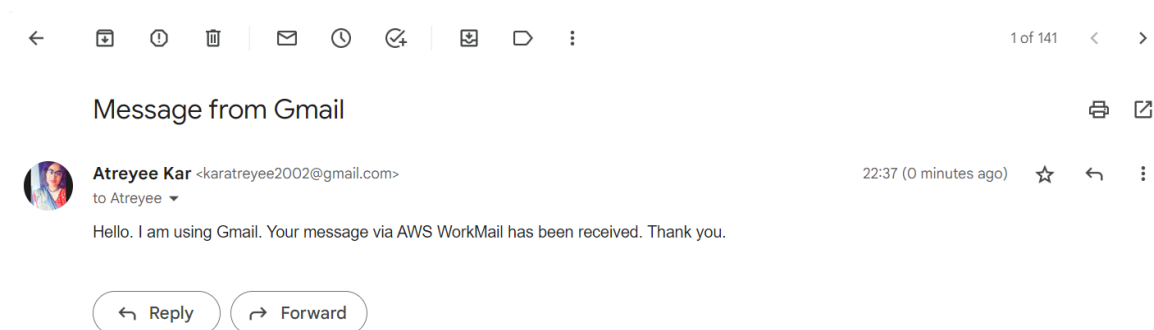 1 of 141
Message from Gmail
Atreyee Kar <karatreyee2002@gmail.com>
22:37 (0 minutes ago)
to Atreyee
Hello. I am using Gmail. Your message via AWS WorkMail has been received. Thank you.
Reply
Forward